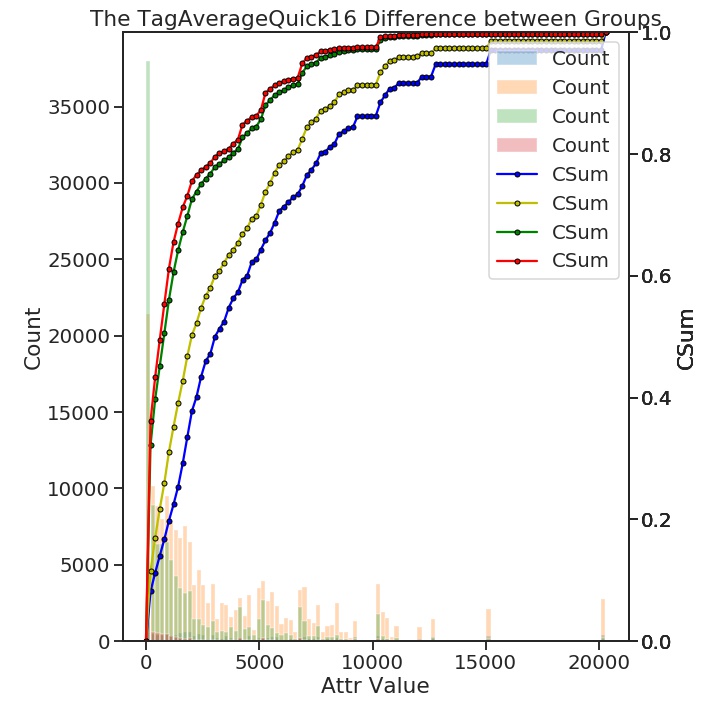 The TagAverageQuick16 Difference between Groups
Count
35000
30000
25000
20000
15000
10000
5000
0
1.0
0.8
0.6
0.4
0.2
0.0
CSum
Count
Count
Count
Count
CSum
CSum
CSum
CSum
0
5000
10000
15000
20000
Attr Value